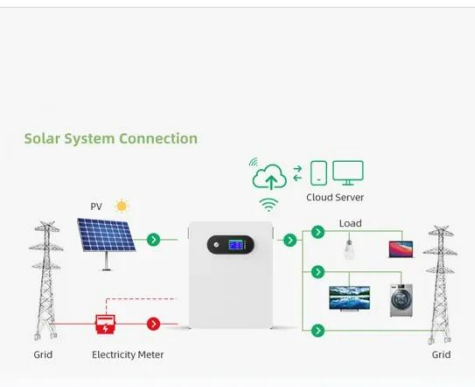 Solar System Connection
Cloud Server
PV
Load
Grid
Electricity Meter
Grid